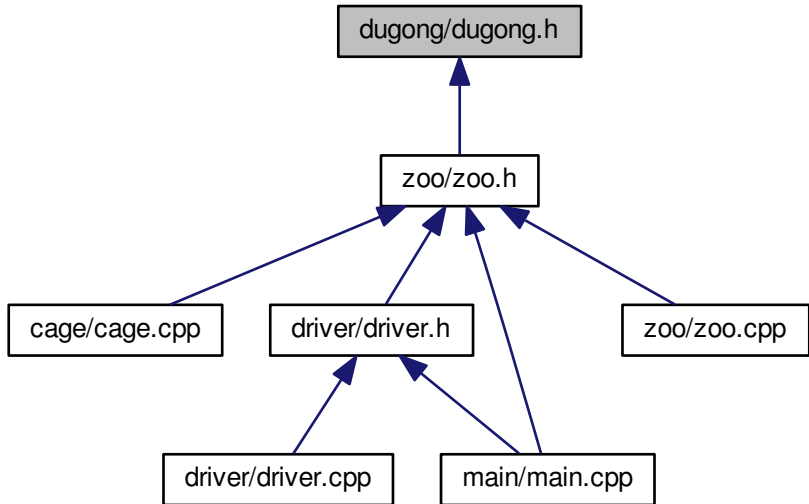 dugong/dugong.h
zoo/zoo.h
cage/cage.cpp
driver/driver.h
zoo/zoo.cpp
driver/driver.cpp
main/main.cpp